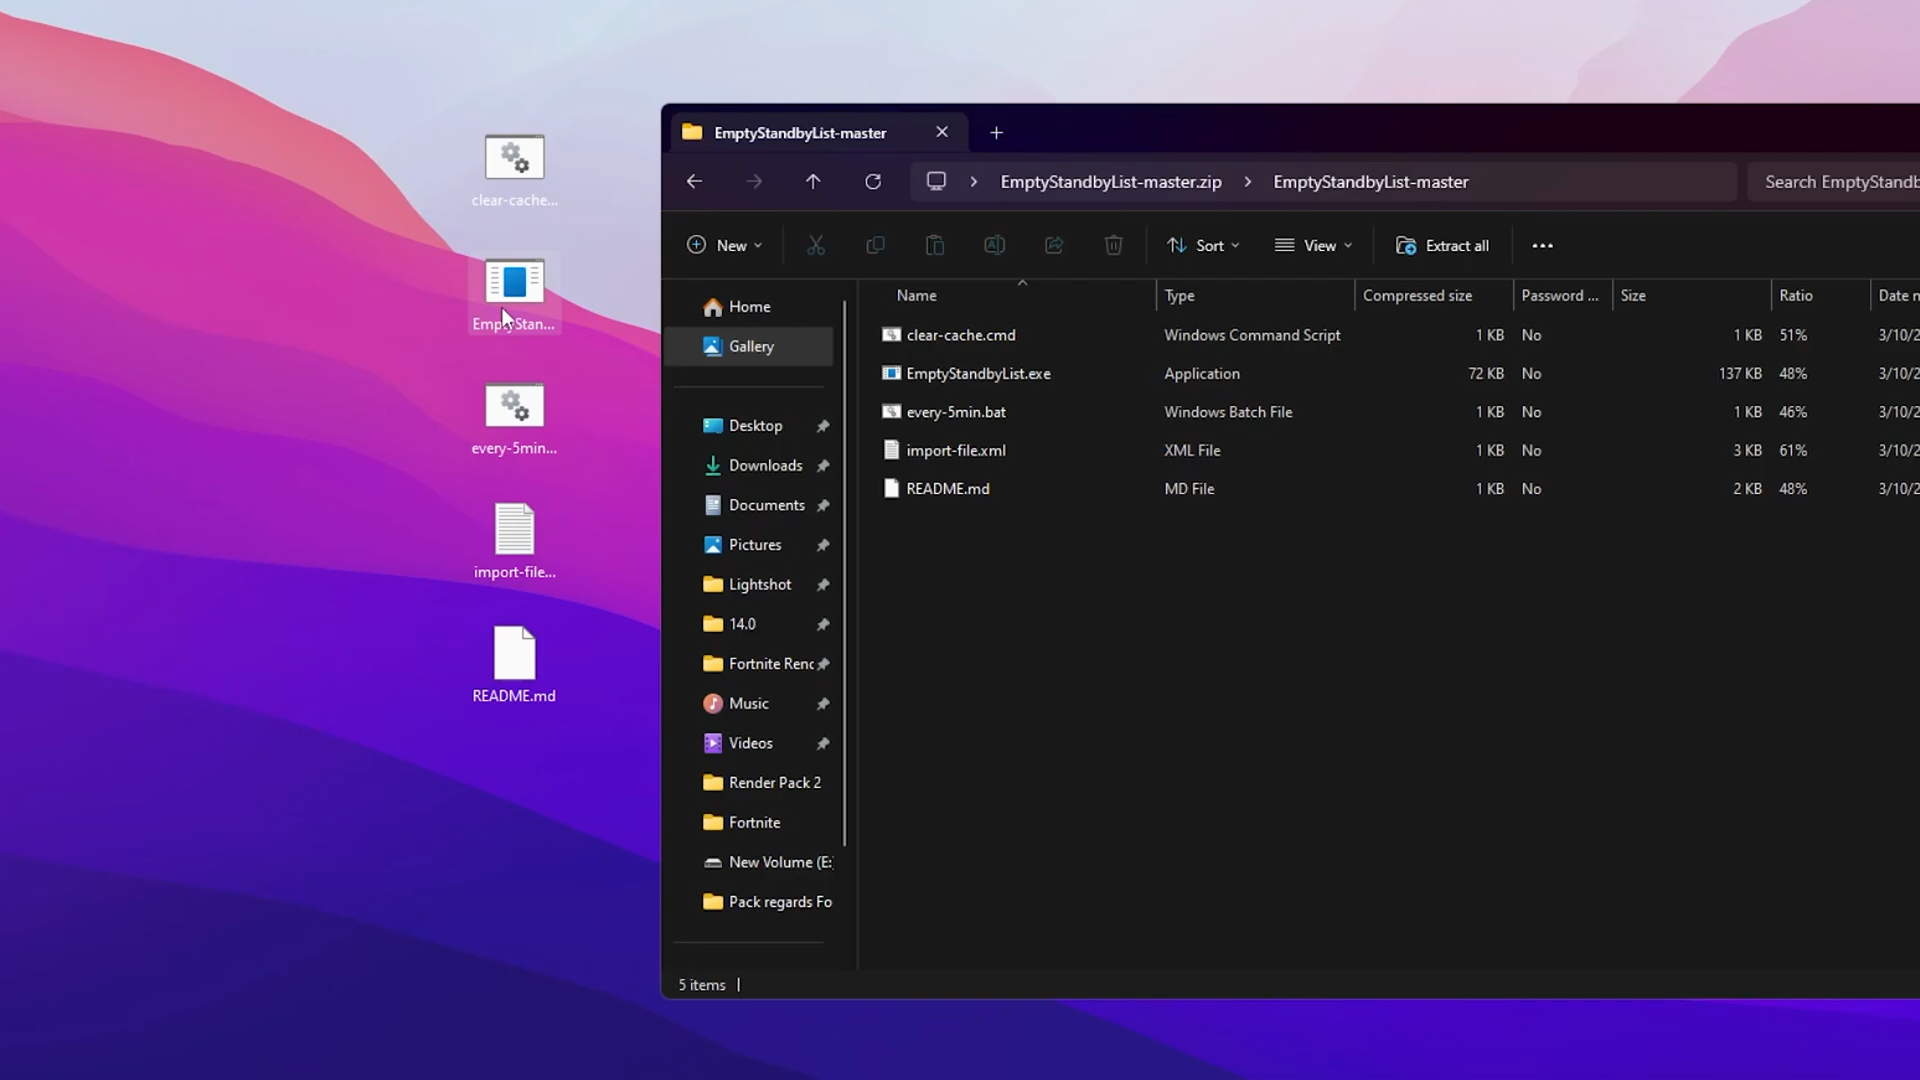 clear-cache...
EmptyStan...
every-5min...
import-file...
README.md
EmptyStandbyList-master
EmptyStandbyList-master.zip > EmptyStandbyList-master
Search EmptyStandb
New
Sort
View
Extract all
Home
Gallery
Desktop
Downloads
Documents
Pictures
Lightshot
14.0
Fortnite Renc
Music
Videos
Render Pack 2
Fortnite
New Volume (E:
Pack regards Fo
Name Type Compressed size Password ... Size Ratio Date n
clear-cache.cmd Windows Command Script 1 KB No 1 KB 51% 3/10/2
EmptyStandbyList.exe Application 72 KB No 137 KB 48% 3/10/2
every-5min.bat Windows Batch File 1 KB No 1 KB 46% 3/10/2
import-file.xml XML File 1 KB No 3 KB 61% 3/10/2
README.md MD File 1 KB No 2 KB 48% 3/10/2
5 items